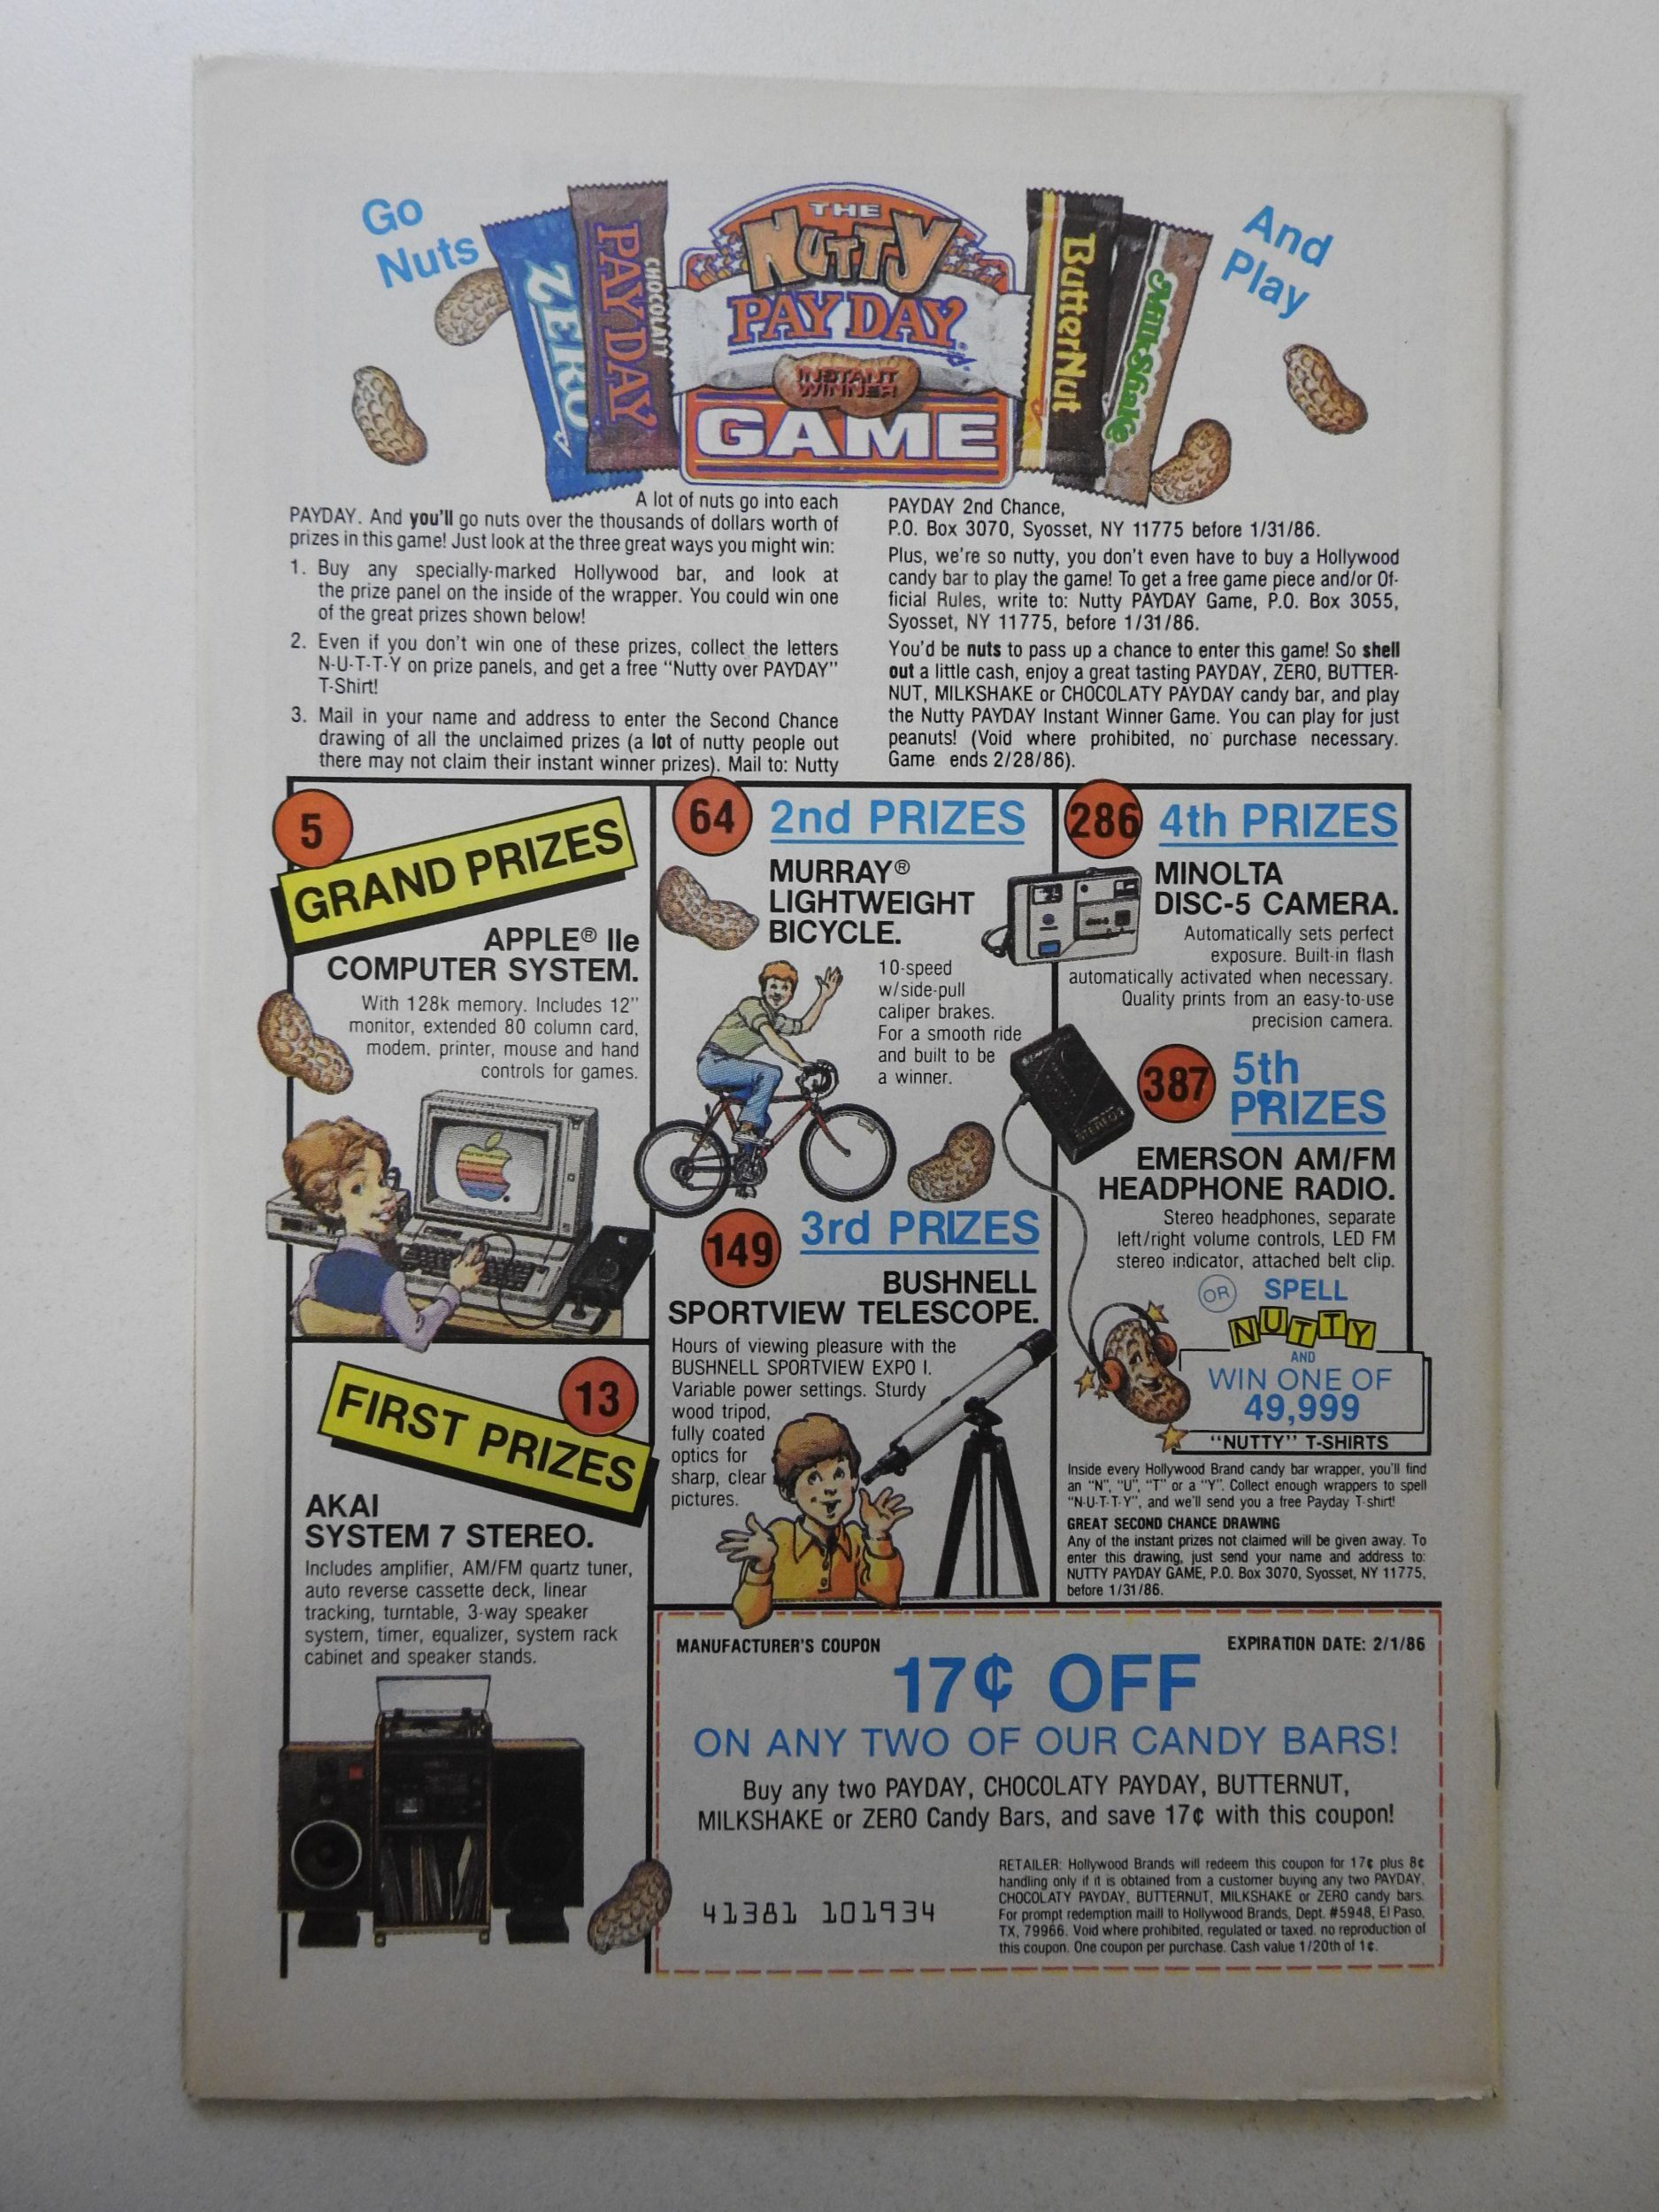 Go
Nuts
ZERO
CHOCOLATY
PAYDAY
THE
NUTTY
PAYDAY
INSTANT
WINNER
GAME
ButterNut
MilkShake
And
Play
A lot of nuts go into each
PAYDAY. And you'll go nuts over the thousands of dollars worth of
prizes in this game! Just look at the three great ways you might win:
1. Buy any specially-marked Hollywood bar, and look at
the prize panel on the inside of the wrapper. You could win one
of the great prizes shown below!
2. Even if you don't win one of these prizes, collect the letters
N-U-T-T-Y on prize panels, and get a free "Nutty over PAYDAY"
T-Shirt!
3. Mail in your name and address to enter the Second Chance
drawing of all the unclaimed prizes (a lot of nutty people out
there may not claim their instant winner prizes). Mail to: Nutty
PAYDAY 2nd Chance,
P.O. Box 3070, Syosset, NY 11775 before 1/31/86.
Plus, we're so nutty, you don't even have to buy a Hollywood
candy bar to play the game! To get a free game piece and/or Of-
ficial Rules, write to: Nutty PAYDAY Game, P.O. Box 3055,
Syosset, NY 11775, before 1/31/86.
You'd be nuts to pass up a chance to enter this game! So shell
out a little cash, enjoy a great tasting PAYDAY, ZERO, BUTTER-
NUT, MILKSHAKE or CHOCOLATY PAYDAY candy bar, and play
the Nutty PAYDAY Instant Winner Game. You can play for just
peanuts! (Void where prohibited, no purchase necessary.
Game ends 2/28/86).
5
GRAND PRIZES
APPLE® IIe
COMPUTER SYSTEM.
With 128k memory. Includes 12"
monitor, extended 80 column card,
modem, printer, mouse and hand
controls for games.
13
FIRST PRIZES
AKAI
SYSTEM 7 STEREO.
Includes amplifier, AM/FM quartz tuner,
auto reverse cassette deck, linear
tracking, turntable, 3-way speaker
system, timer, equalizer, system rack
cabinet and speaker stands.
64
2nd PRIZES
MURRAY®
LIGHTWEIGHT
BICYCLE.
10-speed
w/side-pull
caliper brakes.
For a smooth ride
and built to be
a winner.
149
3rd PRIZES
BUSHNELL
SPORTVIEW TELESCOPE.
Hours of viewing pleasure with the
BUSHNELL SPORTVIEW EXPO I.
Variable power settings. Sturdy
wood tripod,
fully coated
optics for
sharp, clear
pictures.
286
4th PRIZES
MINOLTA
DISC-5 CAMERA.
Automatically sets perfect
exposure. Built-in flash
automatically activated when necessary.
Quality prints from an easy-to-use
precision camera.
387
5th
PRIZES
STEREO
EMERSON AM/FM
HEADPHONE RADIO.
Stereo headphones, separate
left/right volume controls, LED FM
stereo indicator, attached belt clip.
OR SPELL
NUTTY
AND
WIN ONE OF
49,999
"NUTTY" T-SHIRTS
Inside every Hollywood Brand candy bar wrapper, you'll find
an "N", "U", "T" or a "Y". Collect enough wrappers to spell
"N-U-T-T-Y", and we'll send you a free Payday T-shirt!
GREAT SECOND CHANCE DRAWING
Any of the instant prizes not claimed will be given away. To
enter this drawing, just send your name and address to:
NUTTY PAYDAY GAME, P.O. Box 3070, Syosset, NY 11775,
before 1/31/86.
MANUFACTURER'S COUPON
EXPIRATION DATE: 2/1/86
17¢ OFF
ON ANY TWO OF OUR CANDY BARS!
Buy any two PAYDAY, CHOCOLATY PAYDAY, BUTTERNUT,
MILKSHAKE or ZERO Candy Bars, and save 17¢ with this coupon!
41381 101934
RETAILER: Hollywood Brands will redeem this coupon for 17¢ plus 8¢
handling only if it is obtained from a customer buying any two PAYDAY,
CHOCOLATY PAYDAY, BUTTERNUT, MILKSHAKE or ZERO candy bars.
For prompt redemption maill to Hollywood Brands, Dept. #5948, El Paso,
TX, 79966. Void where prohibited, regulated or taxed, no reproduction of
this coupon. One coupon per purchase. Cash value 1/20th of 1¢.